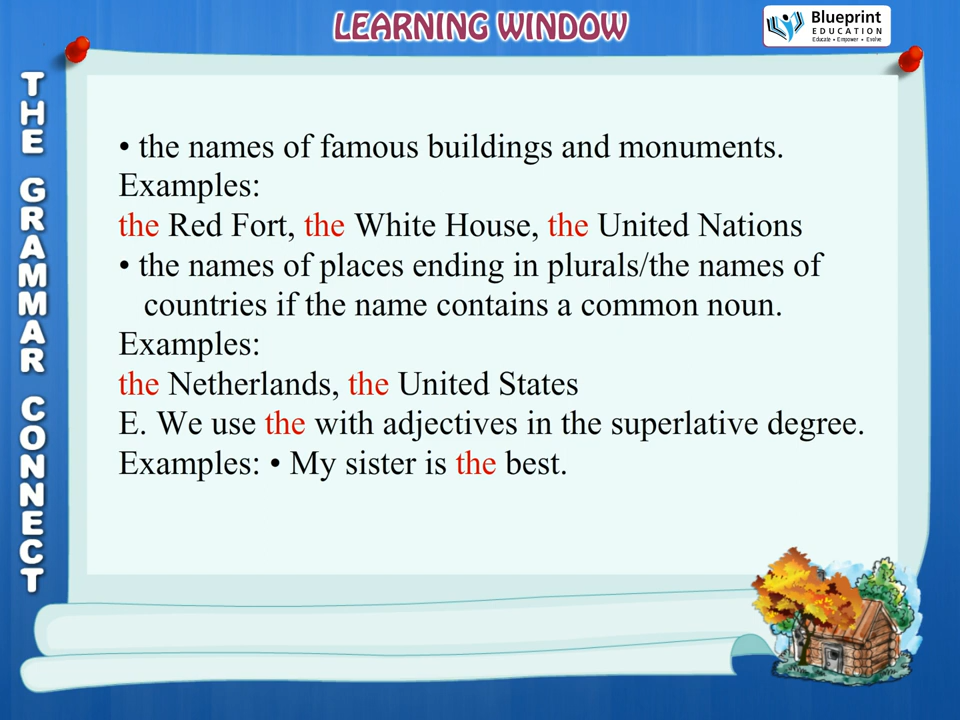 LEARNING WINDOW
Blueprint
EDUCATION
Educate • Empower • Evolve
THE GRAMMAR CONNECT
• the names of famous buildings and monuments.
Examples:
the Red Fort, the White House, the United Nations
• the names of places ending in plurals/the names of
countries if the name contains a common noun.
Examples:
the Netherlands, the United States
E. We use the with adjectives in the superlative degree.
Examples: • My sister is the best.